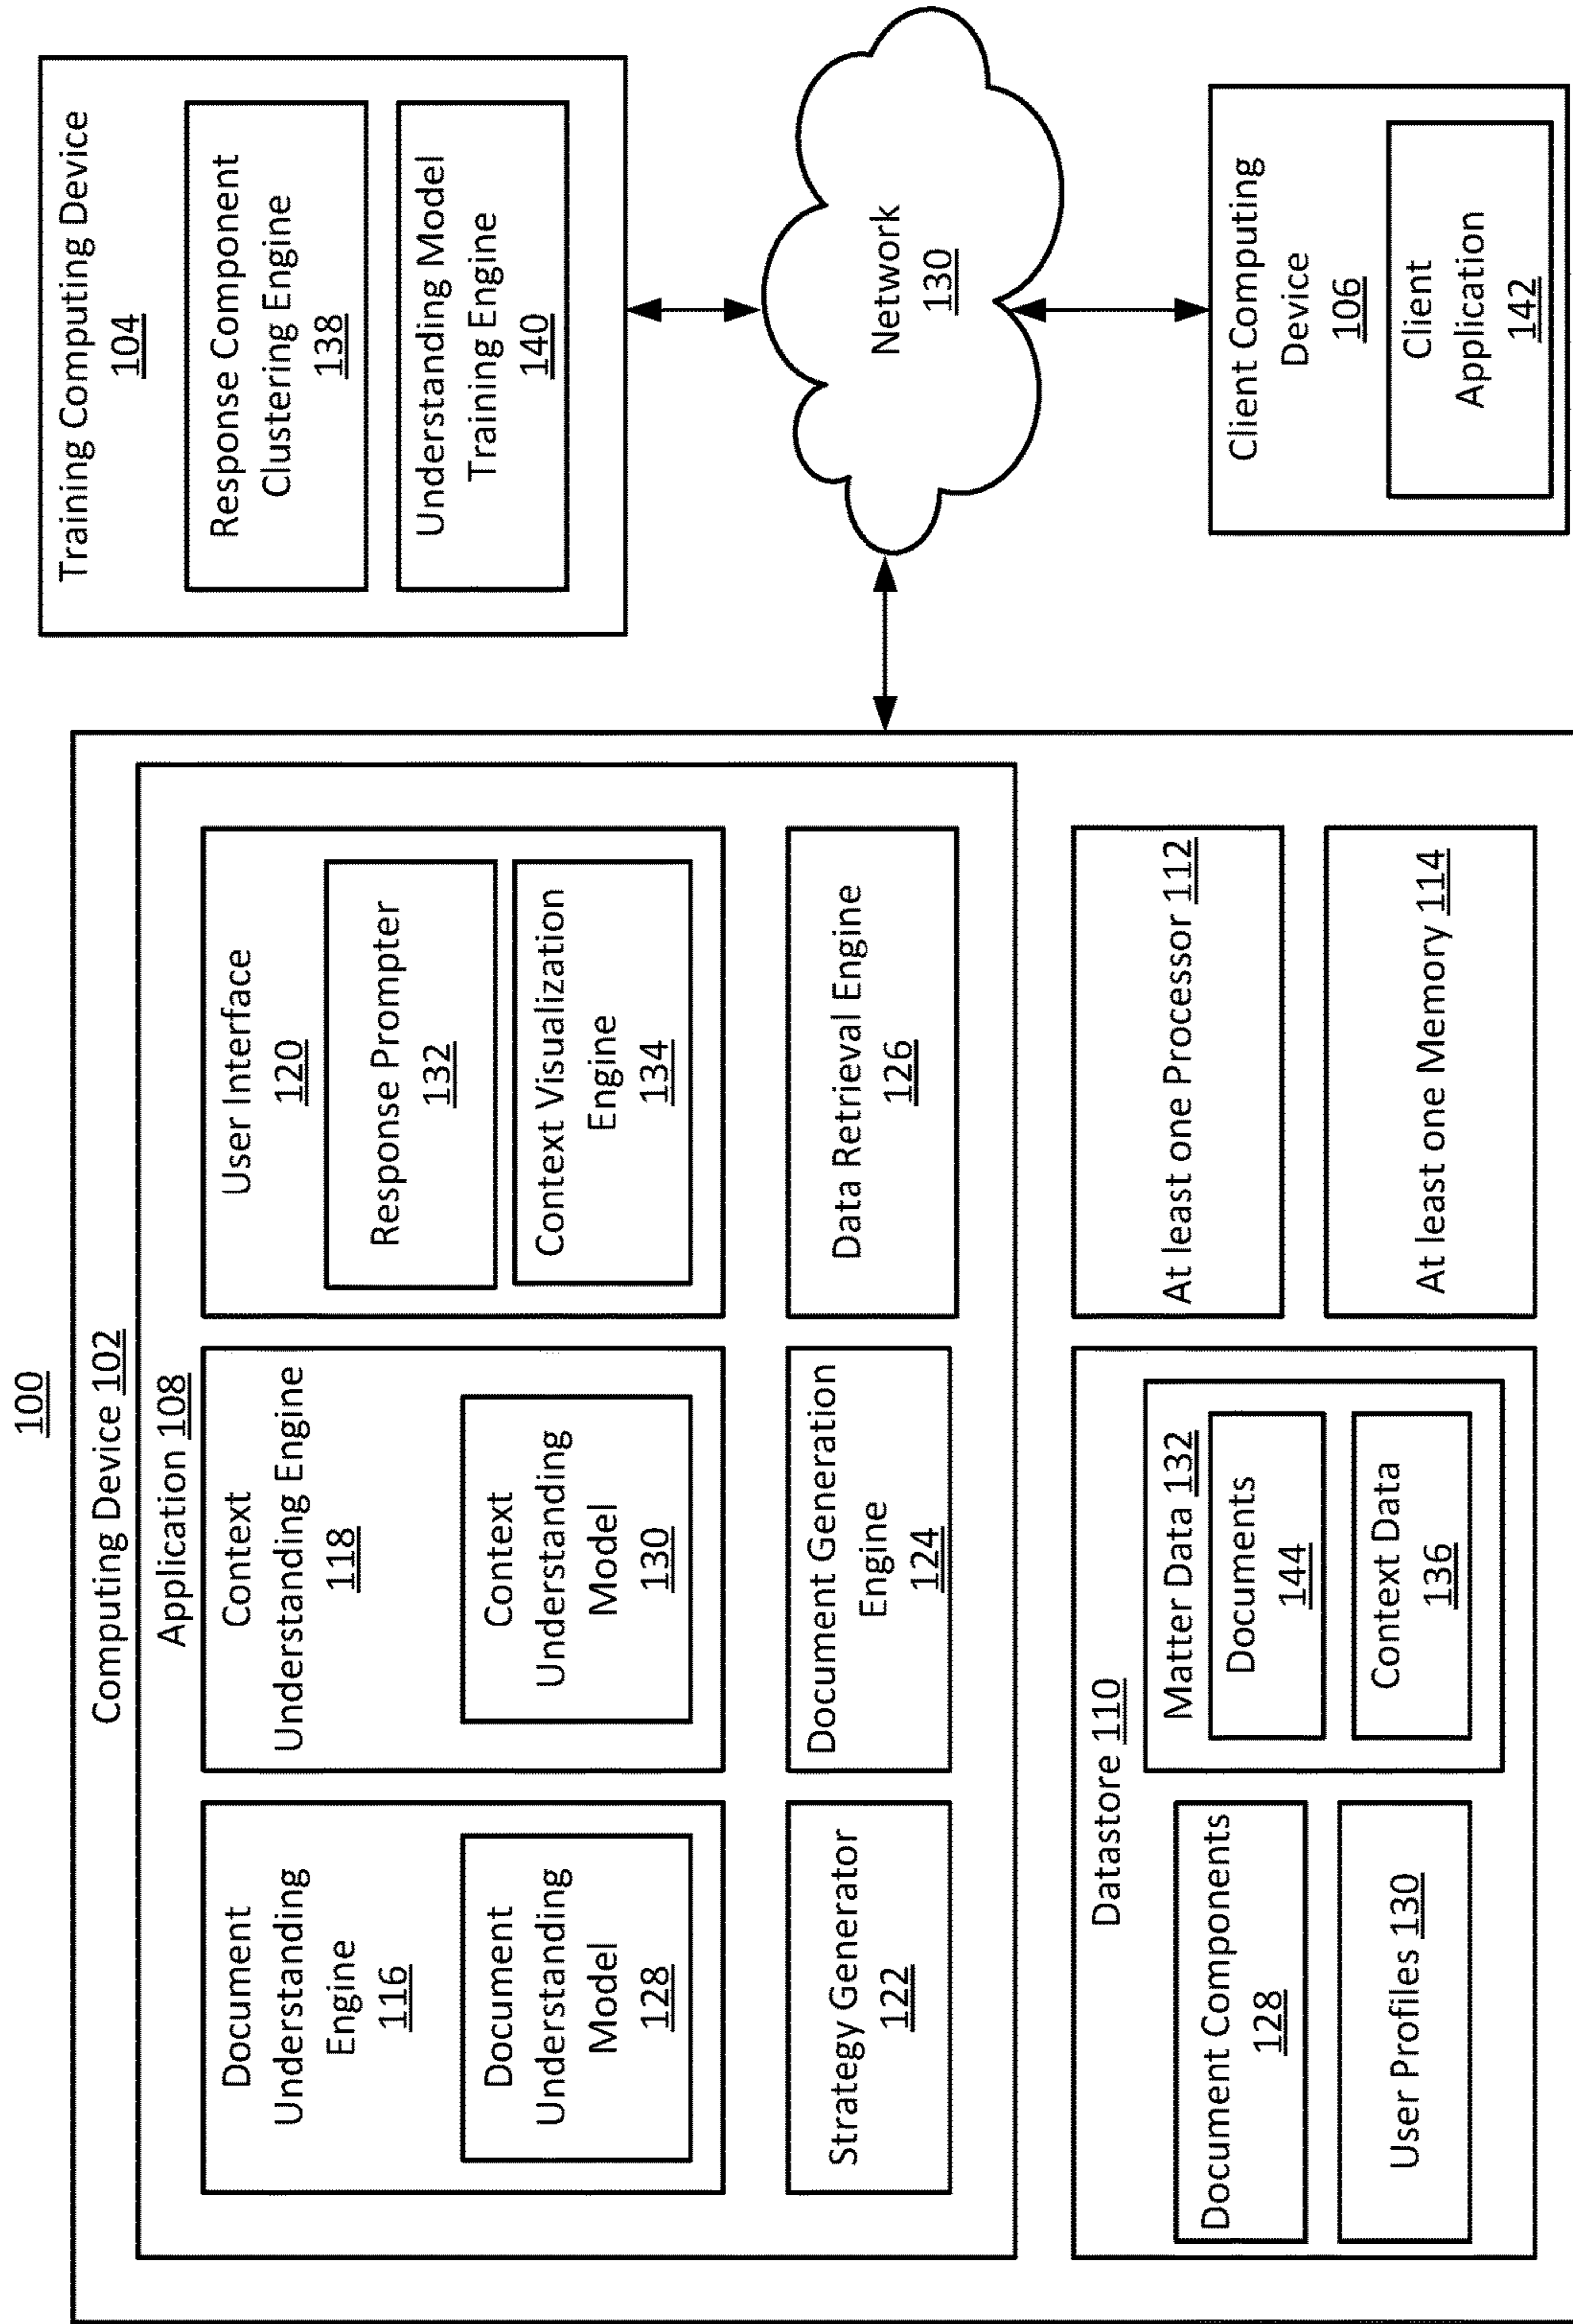 100
Computing Device 102
Application 108
Document
Understanding
Engine
116
Document
Understanding
Model
128
Context
Understanding Engine
118
Context
Understanding
Model
130
User Interface
120
Response Prompter
132
Context Visualization
Engine
134
Strategy Generator
122
Document Generation
Engine
124
Data Retrieval Engine
126
Datastore 110
Document Components
128
User Profiles 130
Matter Data 132
Documents
144
Context Data
136
At least one Processor 112
At least one Memory 114
Training Computing Device
104
Response Component
Clustering Engine
138
Understanding Model
Training Engine
140
Network
130
Client Computing
Device
106
Client
Application
142